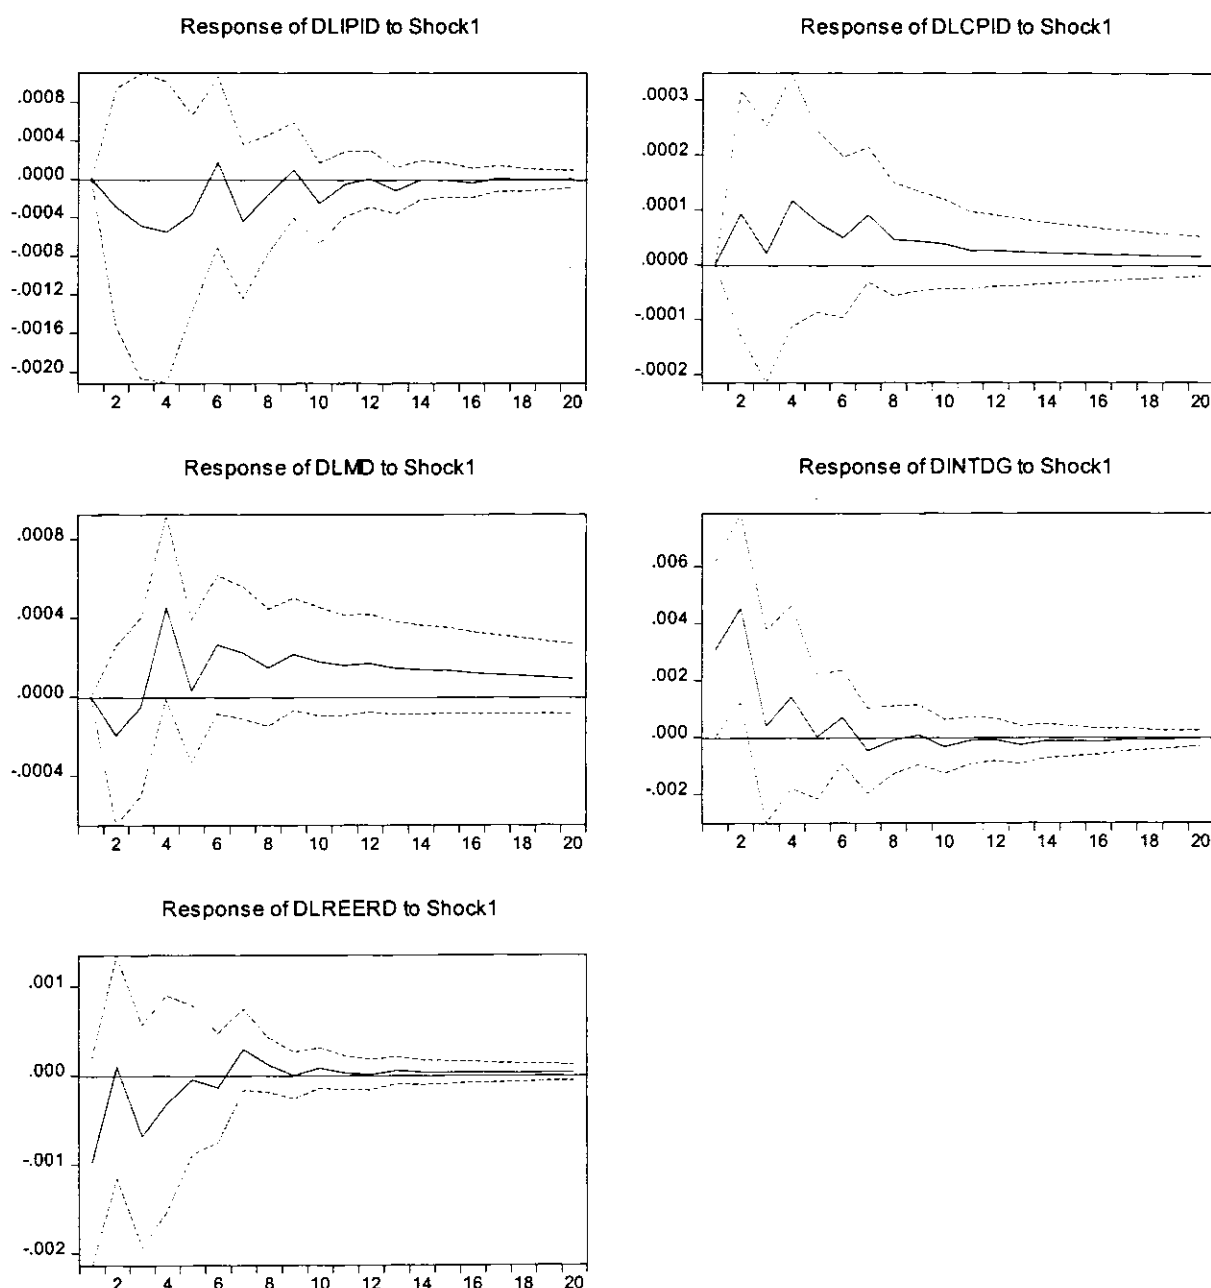 Response of DLIPID to Shock1
.0008
.0004
.0000
-.0004
-.0008
-.0012
-.0016
-.0020
2 4 6 8 10 12 14 16 18 20
Response of DLCPID to Shock1
.0003
.0002
.0001
.0000
-.0001
-.0002
2 4 6 8 10 12 14 16 18 20
Response of DLMD to Shock1
.0008
.0004
.0000
-.0004
2 4 6 8 10 12 14 16 18 20
Response of DINTDG to Shock1
.006
.004
.002
.000
-.002
2 4 6 8 10 12 14 16 18 20
Response of DLREERD to Shock1
.001
.000
-.001
-.002
2 4 6 8 10 12 14 16 18 20